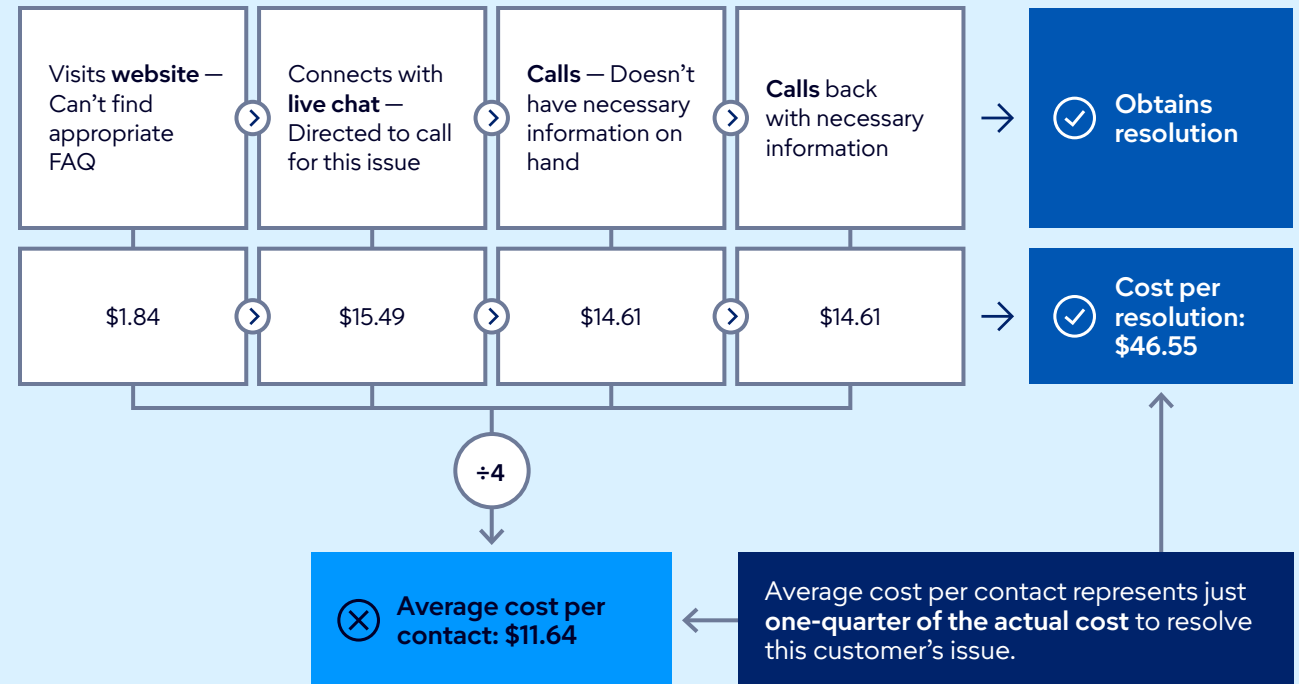 Visits website —
Can’t find
appropriate
FAQ
Connects with
live chat —
Directed to call
for this issue
Calls — Doesn’t
have necessary
information on
hand
Calls back
with necessary
information
Obtains
resolution
$1.84
$15.49
$14.61
$14.61
Cost per
resolution:
$46.55
÷4
Average cost per
contact: $11.64
Average cost per contact represents just
one-quarter of the actual cost to resolve
this customer’s issue.